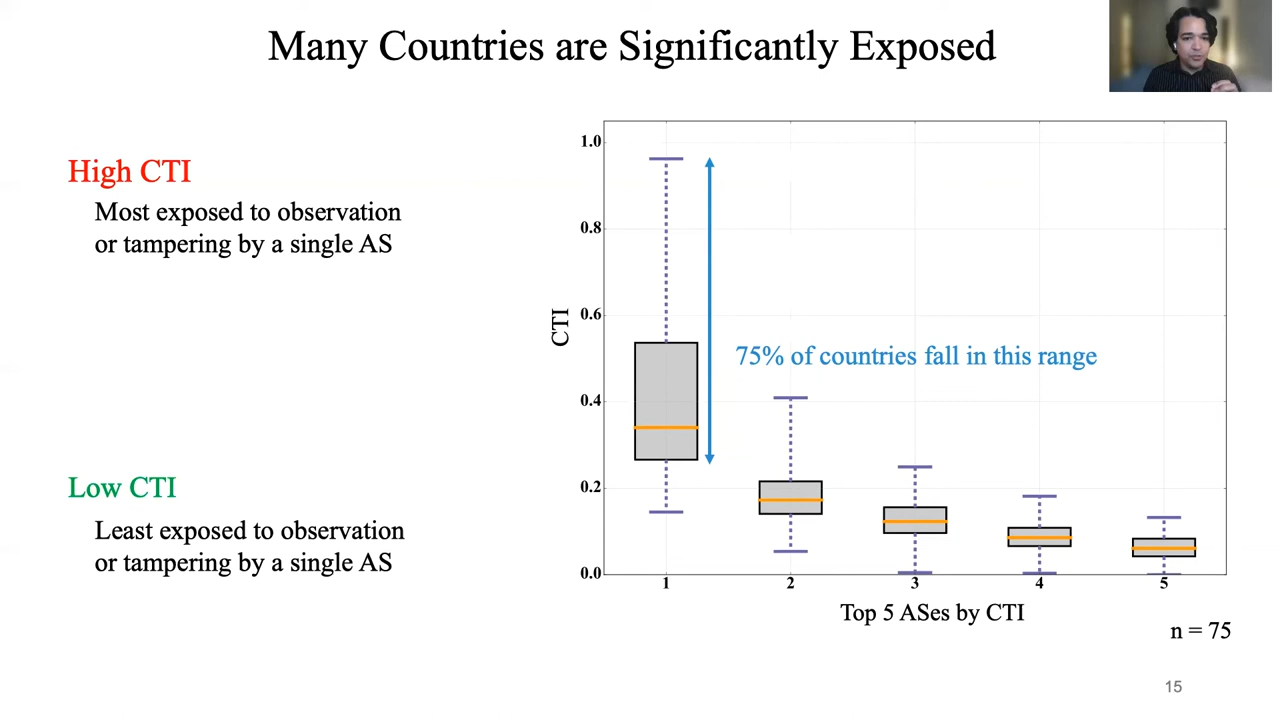 Many Countries are Significantly Exposed
High CTI
Most exposed to observation
or tampering by a single AS
Low CTI
Least exposed to observation
or tampering by a single AS
CTI
1.0
0.8
0.6
0.4
0.2
0.0
75% of countries fall in this range
1 2 3 4 5
Top 5 ASes by CTI
n = 75
15